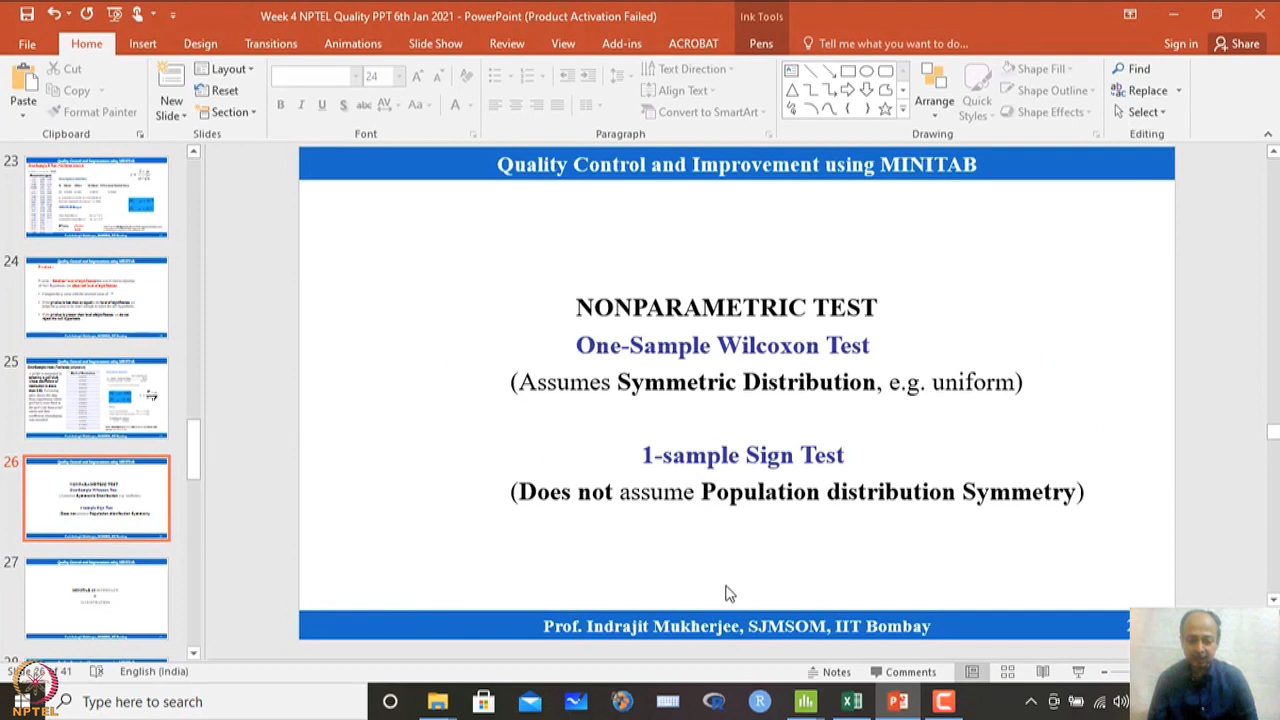 Week 4 NPTEL Quality PPT 6th Jan 2021 - PowerPoint (Product Activation Failed)
Ink Tools
File Home Insert Design Transitions Animations Slide Show Review View Add-ins ACROBAT Pens Tell me what you want to do... Sign in Share
Paste
Cut
Copy
Format Painter
Clipboard
New Slide
Layout
Reset
Section
Slides
24
Font
Text Direction
Align Text
Convert to SmartArt
Paragraph
Arrange
Quick Styles
Shape Fill
Shape Outline
Shape Effects
Drawing
Find
Replace
Select
Editing
23
24
25
26
27
Quality Control and Improvement using MINITAB
NONPARAMETRIC TEST
One-Sample Wilcoxon Test
(Assumes Symmetric Distribution, e.g. uniform)
1-sample Sign Test
(Does not assume Population distribution Symmetry)
Prof. Indrajit Mukherjee, SJMSOM, IIT Bombay
Slide 26 of 41 English (India) Notes Comments
NPTEL
Type here to search